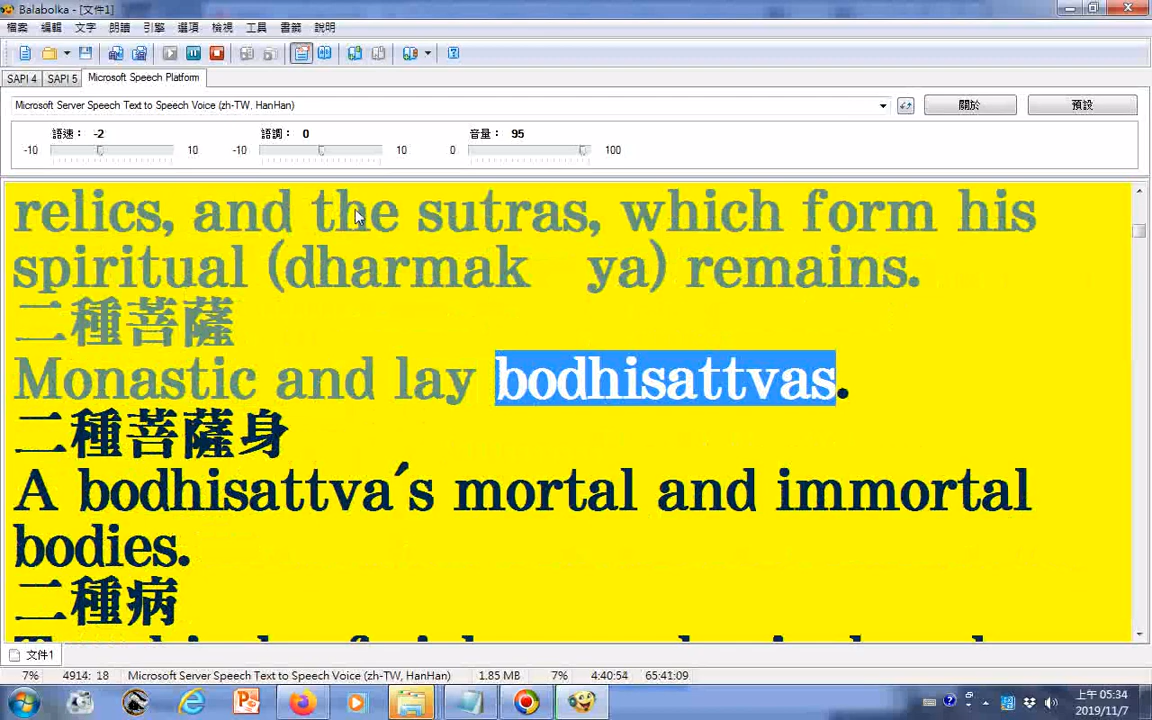 Balabolka - [文件1]
檔案 編輯 文字 朗讀 引擎 選項 檢視 工具 書籤 說明
SAPI 4 SAPI 5 Microsoft Speech Platform
Microsoft Server Speech Text to Speech Voice (zh-TW, HanHan) 關於 預設
語速： -2 語調： 0 音量： 95
-10 10 -10 10 0 100
relics, and the sutras, which form his
spiritual (dharmak ya) remains.
二種菩薩
Monastic and lay bodhisattvas.
二種菩薩身
A bodhisattva′s mortal and immortal
bodies.
二種病
文件1
7% 4914: 18 Microsoft Server Speech Text to Speech Voice (zh-TW, HanHan) 1.85 MB 7% 4:40:54 65:41:09
上午 05:34
2019/11/7